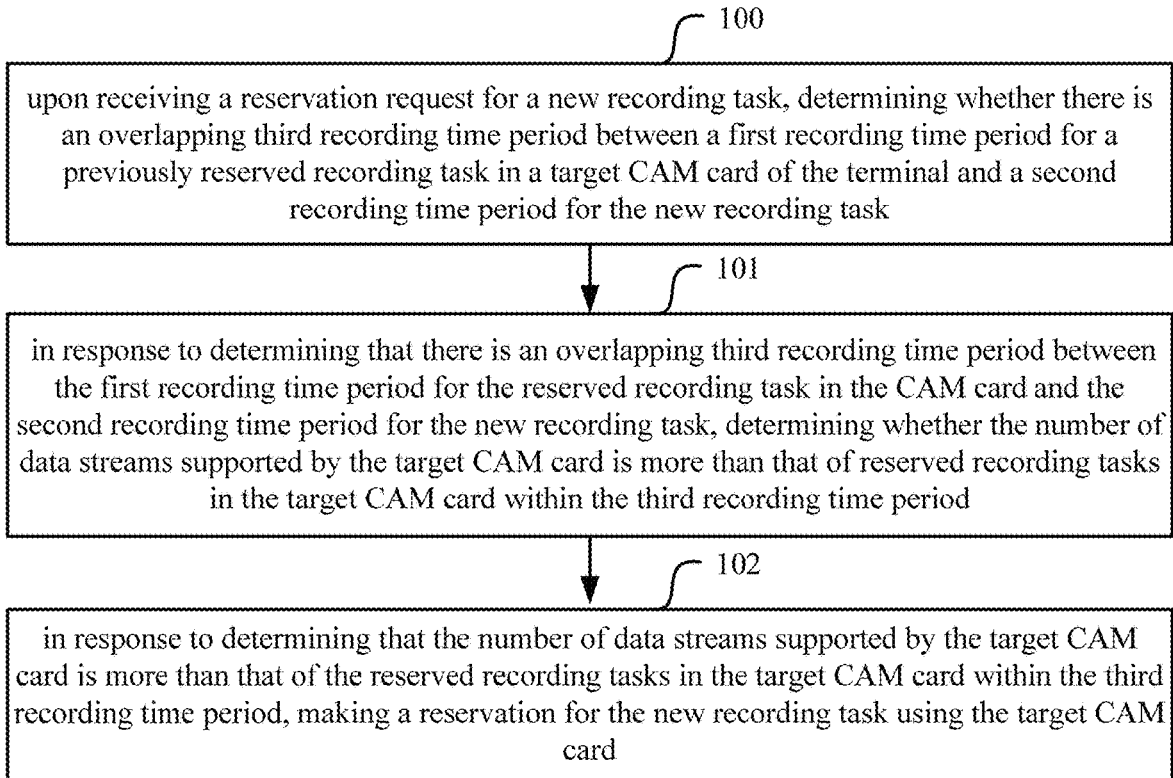 100
upon receiving a reservation request for a new recording task, determining whether there is
an overlapping third recording time period between a first recording time period for a
previously reserved recording task in a target CAM card of the terminal and a second
recording time period for the new recording task
101
in response to determining that there is an overlapping third recording time period between
the first recording time period for the reserved recording task in the CAM card and the
second recording time period for the new recording task, determining whether the number of
data streams supported by the target CAM card is more than that of reserved recording tasks
in the target CAM card within the third recording time period
102
in response to determining that the number of data streams supported by the target CAM
card is more than that of the reserved recording tasks in the target CAM card within the third
recording time period, making a reservation for the new recording task using the target CAM
card